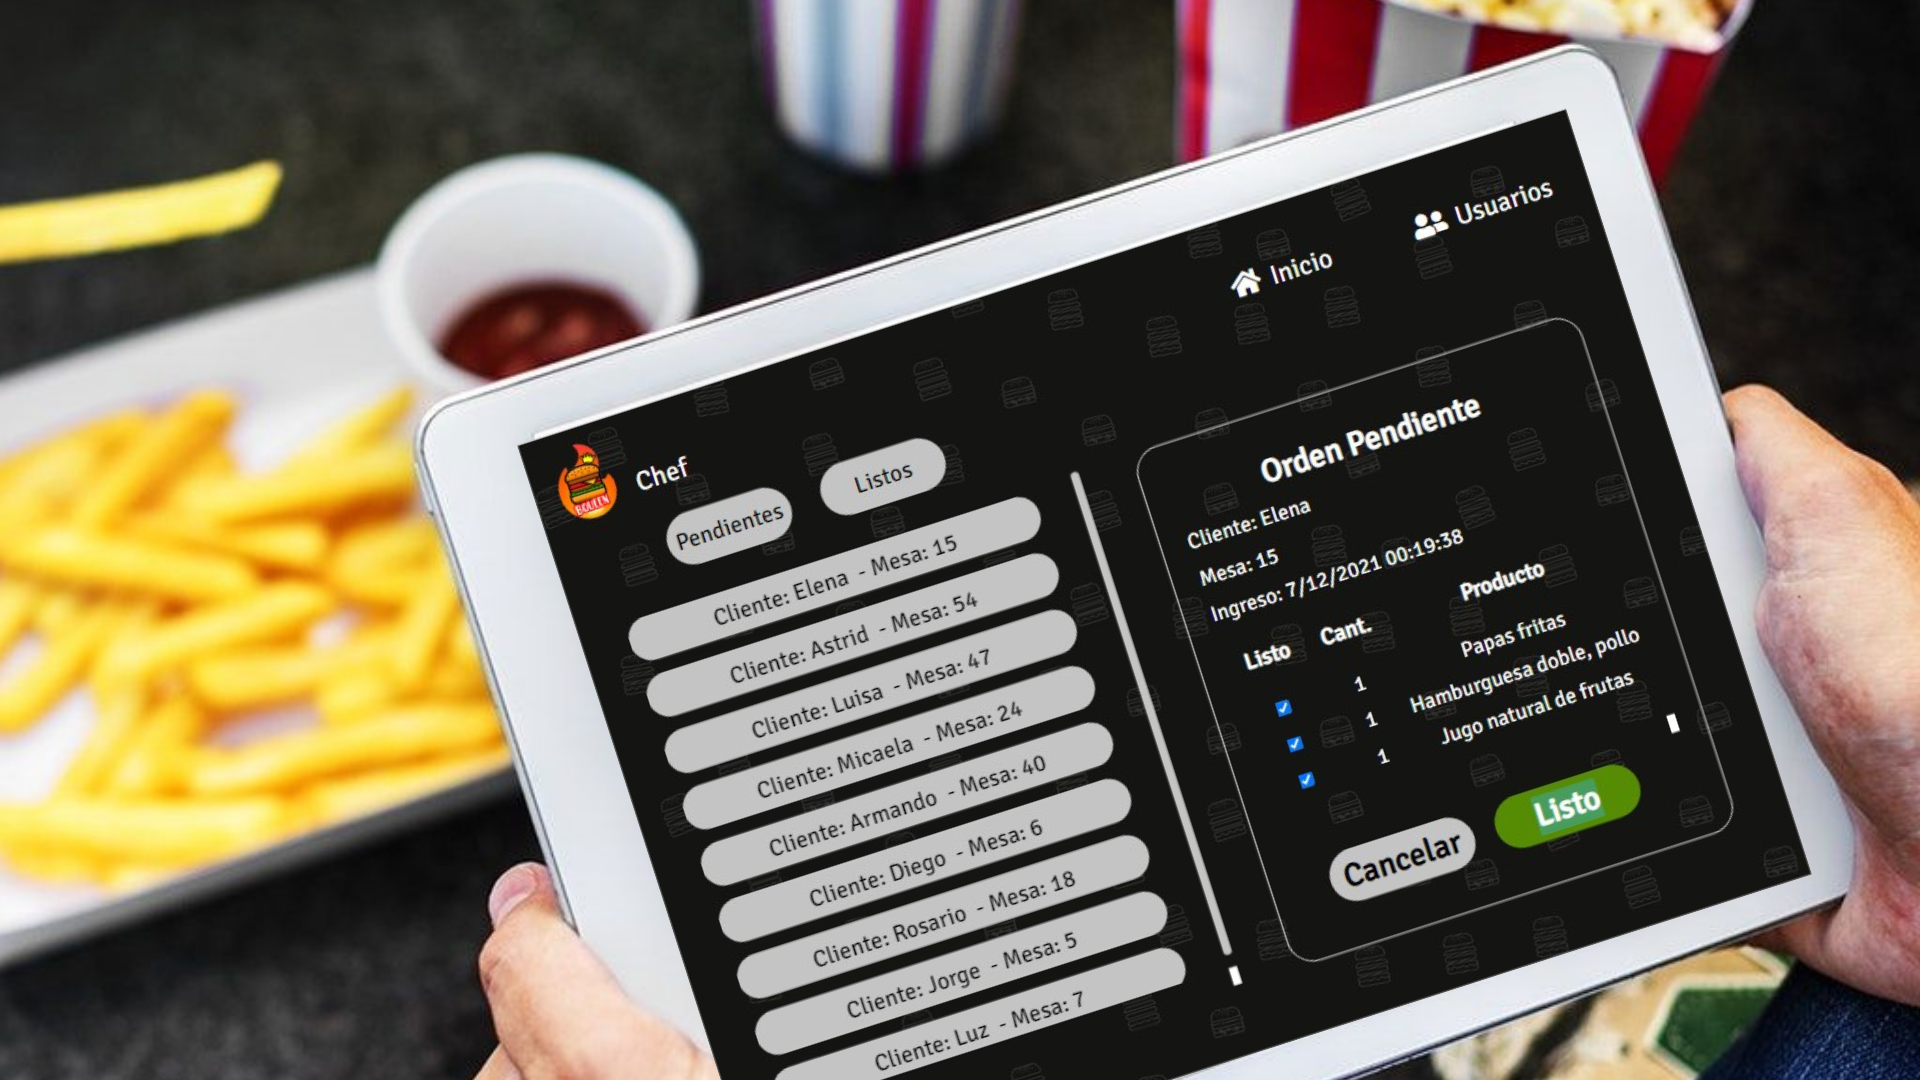 Usuarios
Inicio
Chef
BQUEEN
Pendientes
Listos
Cliente: Elena - Mesa: 15
Cliente: Astrid - Mesa: 54
Cliente: Luisa - Mesa: 47
Cliente: Micaela - Mesa: 24
Cliente: Armando - Mesa: 40
Cliente: Diego - Mesa: 6
Cliente: Rosario - Mesa: 18
Cliente: Jorge - Mesa: 5
Cliente: Luz - Mesa: 7
Orden Pendiente
Cliente: Elena
Mesa: 15
Ingreso: 7/12/2021 00:19:38
Listo Cant. Producto
1 Papas fritas
1 Hamburguesa doble, pollo
1 Jugo natural de frutas
Cancelar
Listo